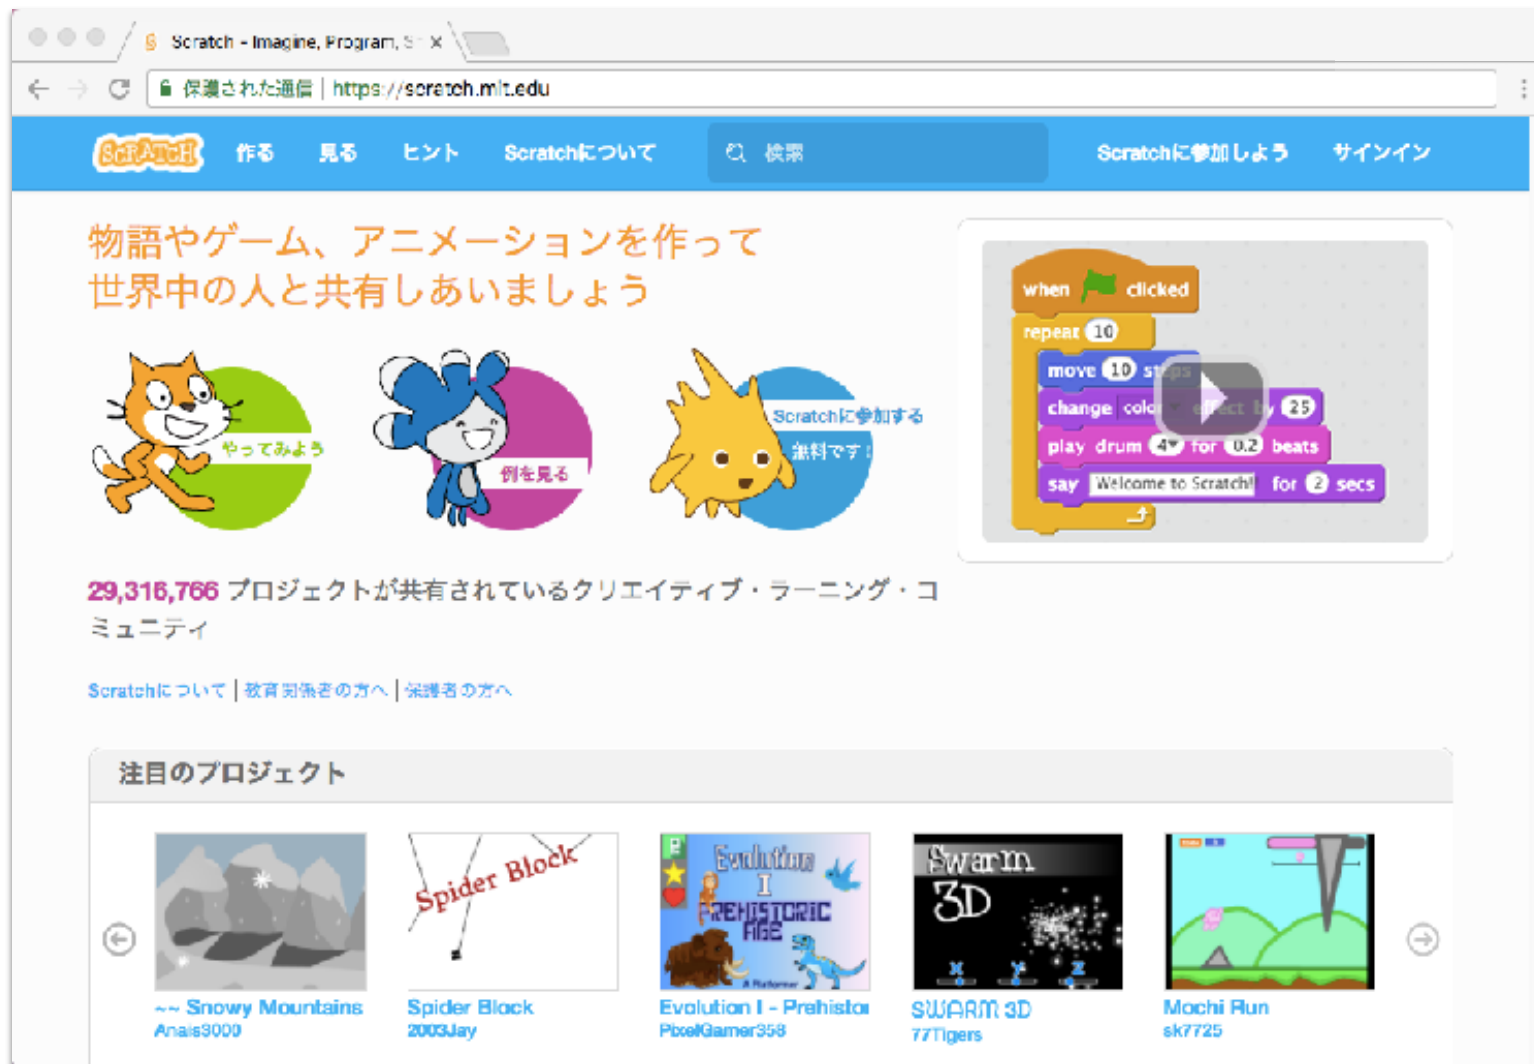 Scratch - Imagine, Program, S
保護された通信 | https://scratch.mit.edu
SCRATCH 作る 見る ヒント Scratchについて 検索 Scratchに参加しよう サインイン
物語やゲーム、アニメーションを作って
世界中の人と共有しあいましょう
やってみよう
例を見る
Scratchに参加する
無料です!
when clicked
repeat 10
move 10 steps
change color effect by 25
play drum 4 for 0.2 beats
say Welcome to Scratch! for 2 secs
29,316,766 プロジェクトが共有されているクリエイティブ・ラーニング・コ
ミュニティ
Scratchについて | 教育関係者の方へ | 保護者の方へ
注目のプロジェクト
Spider Block
Evolution
I
PREHISTORIC
AGE
A Platformer
Swarm
3D
X Y Z
~~ Snowy Mountains
Anais3000
Spider Block
2003Jay
Evolution I - Prehistor
PixelGamer358
SWARM 3D
77Tigers
Mochi Run
sk7725